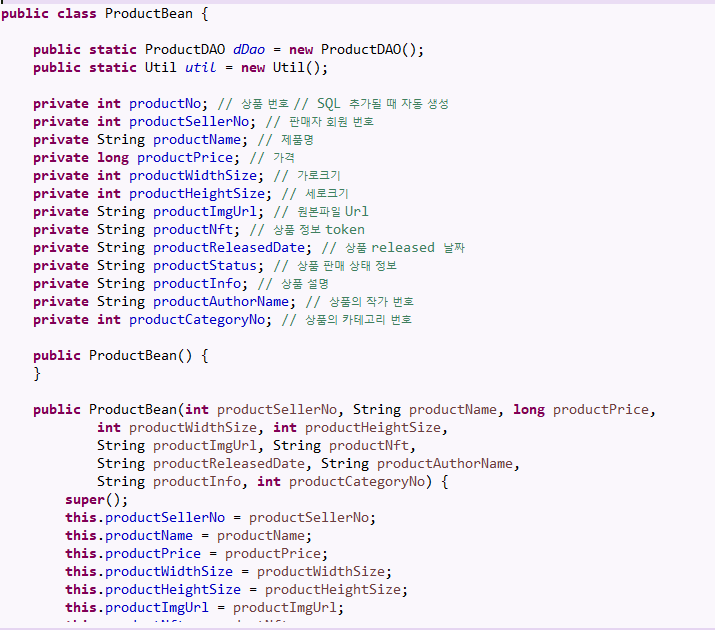 public class ProductBean {
public static ProductDAO dDao = new ProductDAO();
public static Util util = new Util();
private int productNo; // 상품 번호 // SQL 추가될 때 자동 생성
private int productSellerNo; // 판매자 회원 번호
private String productName; // 제품명
private long productPrice; // 가격
private int productWidthSize; // 가로크기
private int productHeightSize; // 세로크기
private String productImgUrl; // 원본파일 Url
private String productNft; // 상품 정보 token
private String productReleasedDate; // 상품 released 날짜
private String productStatus; // 상품 판매 상태 정보
private String productInfo; // 상품 설명
private String productAuthorName; // 상품의 작가 번호
private int productCategoryNo; // 상품의 카테고리 번호
public ProductBean() {
}
public ProductBean(int productSellerNo, String productName, long productPrice,
int productWidthSize, int productHeightSize,
String productImgUrl, String productNft,
String productReleasedDate, String productAuthorName,
String productInfo, int productCategoryNo) {
super();
this.productSellerNo = productSellerNo;
this.productName = productName;
this.productPrice = productPrice;
this.productWidthSize = productWidthSize;
this.productHeightSize = productHeightSize;
this.productImgUrl = productImgUrl;